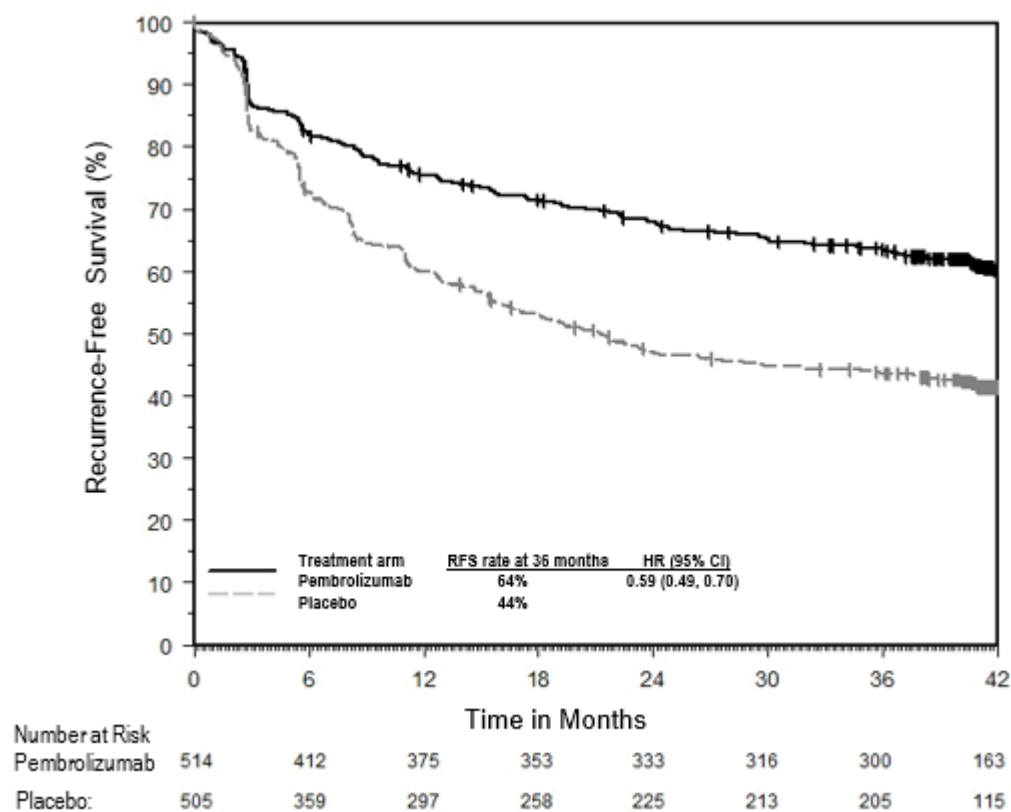 100
90
80
70
60
50
40
30
20
10
0
Recurrence-Free Survival (%)
Treatment arm RFS rate at 36 months HR (95% CI)
Pembrolizumab 64% 0.59 (0.49, 0.70)
Placebo 44%
0 6 12 18 24 30 36 42
Time in Months
Number at Risk
Pembrolizumab 514 412 375 353 333 316 300 163
Placebo: 505 359 297 258 225 213 205 115